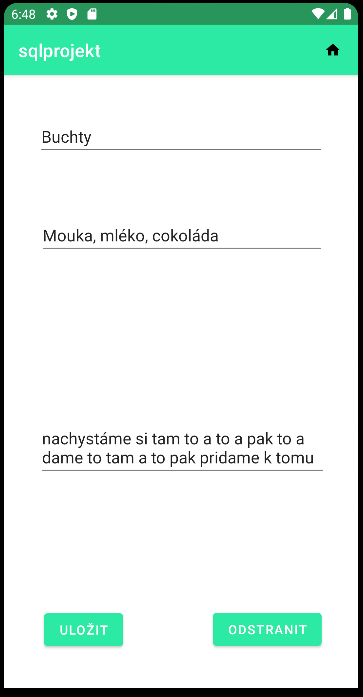 6:48
sqlprojekt
Buchty
Mouka, mléko, cokoláda
nachystáme si tam to a to a pak to a
dame to tam a to pak pridame k tomu
ULOŽIT
ODSTRANIT